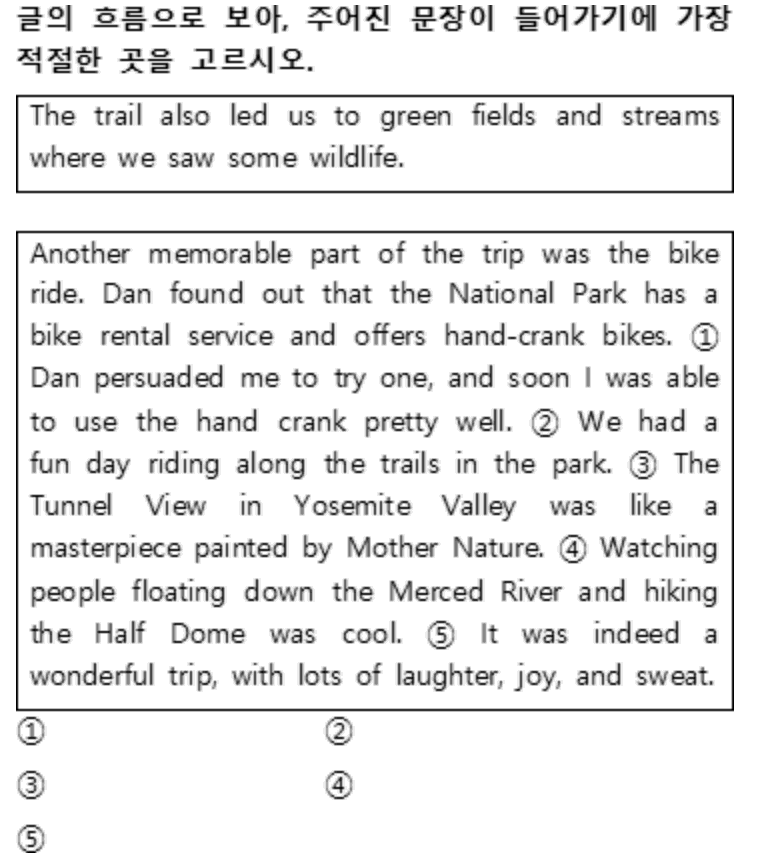 글의 흐름으로 보아, 주어진 문장이 들어가기에 가장
적절한 곳을 고르시오.
The trail also led us to green fields and streams
where we saw some wildlife.
Another memorable part of the trip was the bike
ride. Dan found out that the National Park has a
bike rental service and offers hand-crank bikes. ①
Dan persuaded me to try one, and soon I was able
to use the hand crank pretty well. ② We had a
fun day riding along the trails in the park. ③ The
Tunnel View in Yosemite Valley was like a
masterpiece painted by Mother Nature. ④ Watching
people floating down the Merced River and hiking
the Half Dome was cool. ⑤ It was indeed a
wonderful trip, with lots of laughter, joy, and sweat.
① ②
③ ④
⑤